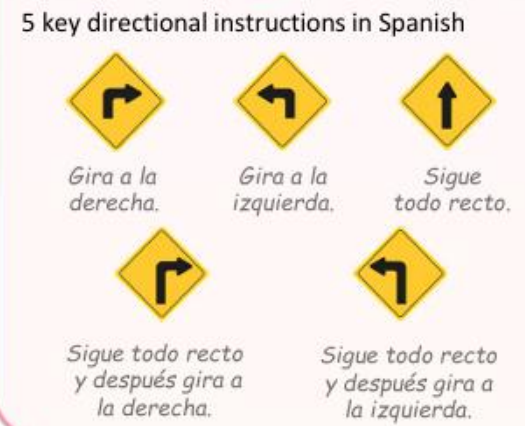 5 key directional instructions in Spanish
Gira a la
derecha.
Gira a la
izquierda.
Sigue
todo recto.
Sigue todo recto
y después gira a
la derecha.
Sigue todo recto
y después gira a
la izquierda.